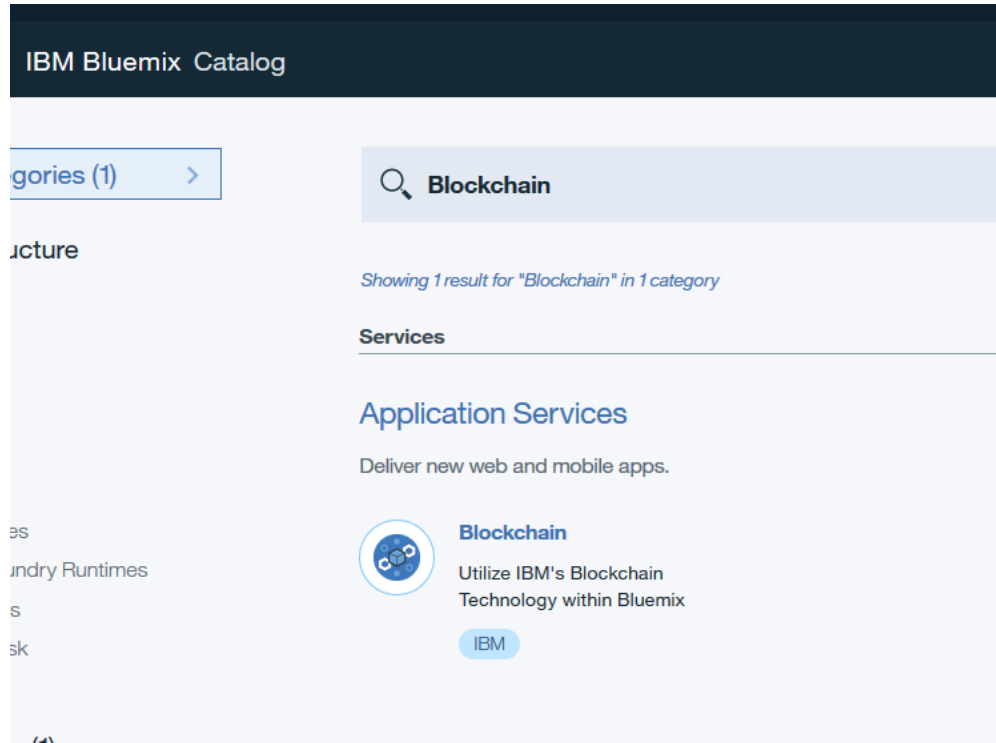 IBM Bluemix Catalog
gories (1)
Blockchain
ucture
Showing 1 result for "Blockchain" in 1 category
Services
Application Services
Deliver new web and mobile apps.
es
Blockchain
undry Runtimes
Utilize IBM's Blockchain
s
Technology within Bluemix
sk
IBM
(1)